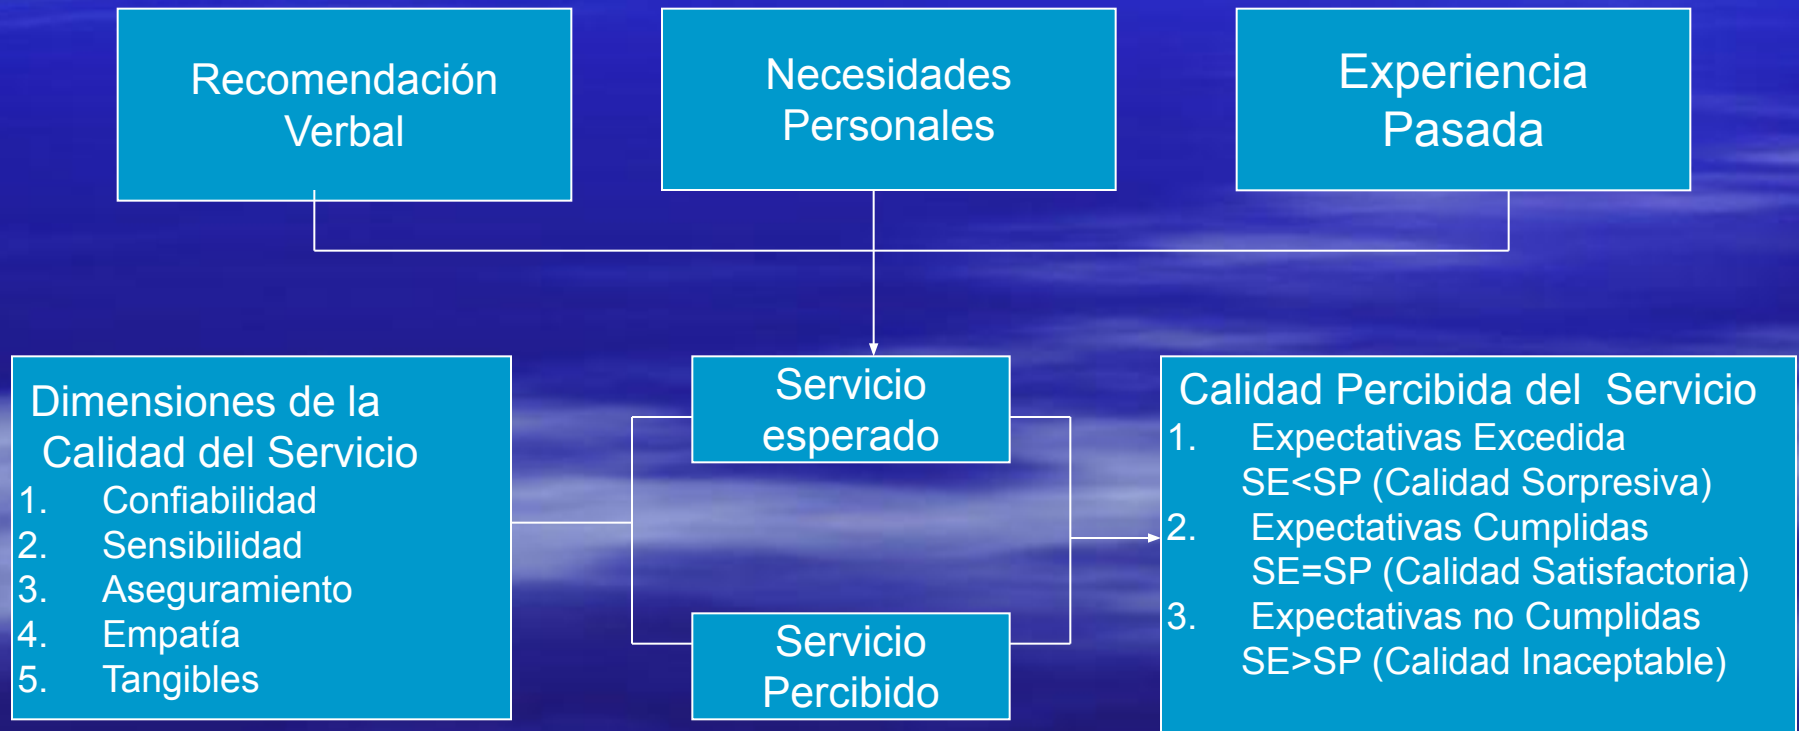 Recomendación
Verbal
Necesidades
Personales
Experiencia
Pasada
Dimensiones de la
Calidad del Servicio
1. Confiabilidad
2. Sensibilidad
3. Aseguramiento
4. Empatía
5. Tangibles
Servicio
esperado
Servicio
Percibido
Calidad Percibida del Servicio
1. Expectativas Excedida
SE<SP (Calidad Sorpresiva)
2. Expectativas Cumplidas
SE=SP (Calidad Satisfactoria)
3. Expectativas no Cumplidas
SE>SP (Calidad Inaceptable)